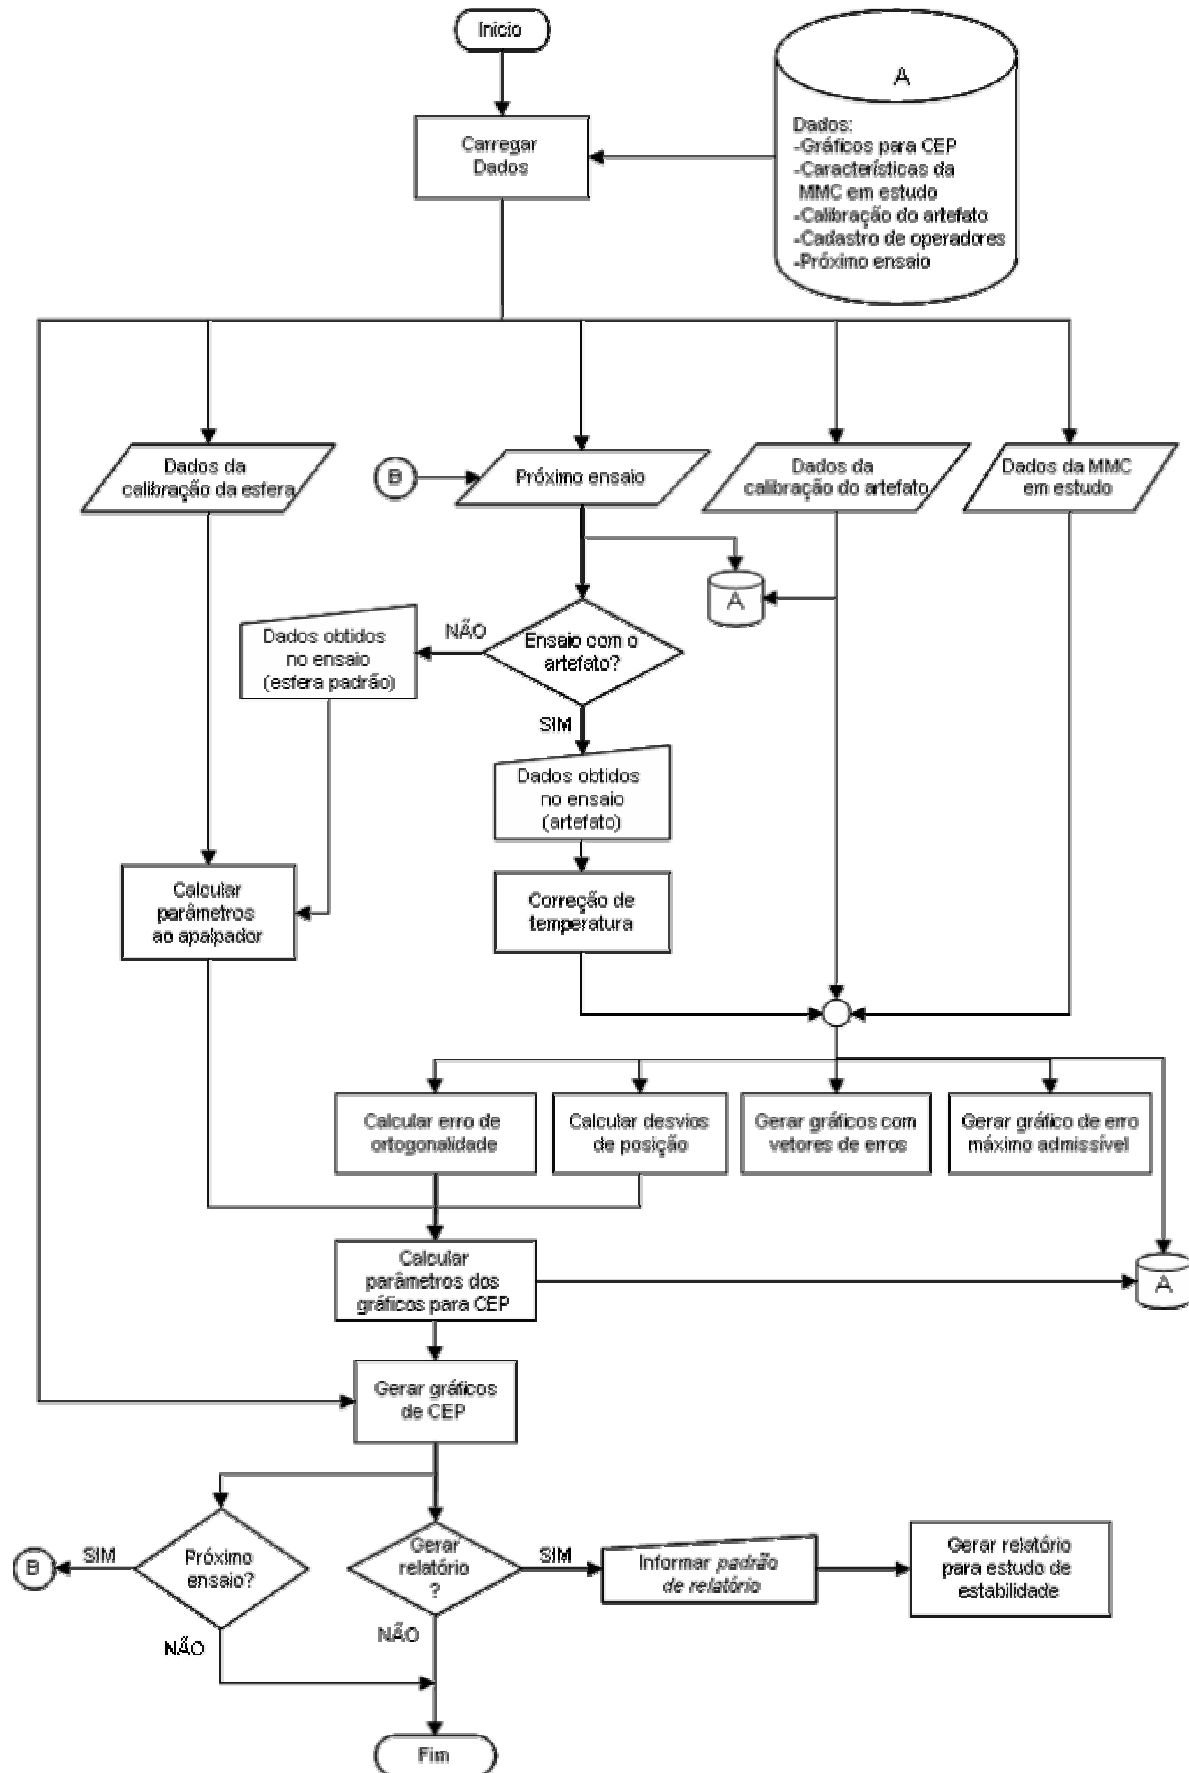 Início
A
Dados:
-Gráficos para CEP
-Características da
MMC em estudo
-Calibração do artefato
-Cadastro de operadores
-Próximo ensaio
Carregar
Dados
Dados da
calibração da esfera
B
Próximo ensaio
Dados da
calibração do artefato
Dados da MMC
em estudo
A
Dados obtidos
no ensaio
(esfera padrão)
NÃO
Ensaio com o
artefato?
SIM
Dados obtidos
no ensaio
(artefato)
Calcular
parâmetros
ao apalpador
Correção de
temperatura
Calcular erro de
ortogonalidade
Calcular desvios
de posição
Gerar gráficos com
vetores de erros
Gerar gráfico de erro
máximo admissível
Calcular
parâmetros dos
gráficos para CEP
A
Gerar gráficos
de CEP
B
SIM
Próximo
ensaio?
NÃO
Gerar
relatório
?
SIM
NÃO
Informar padrão
de relatório
Gerar relatório
para estudo de
estabilidade
Fim